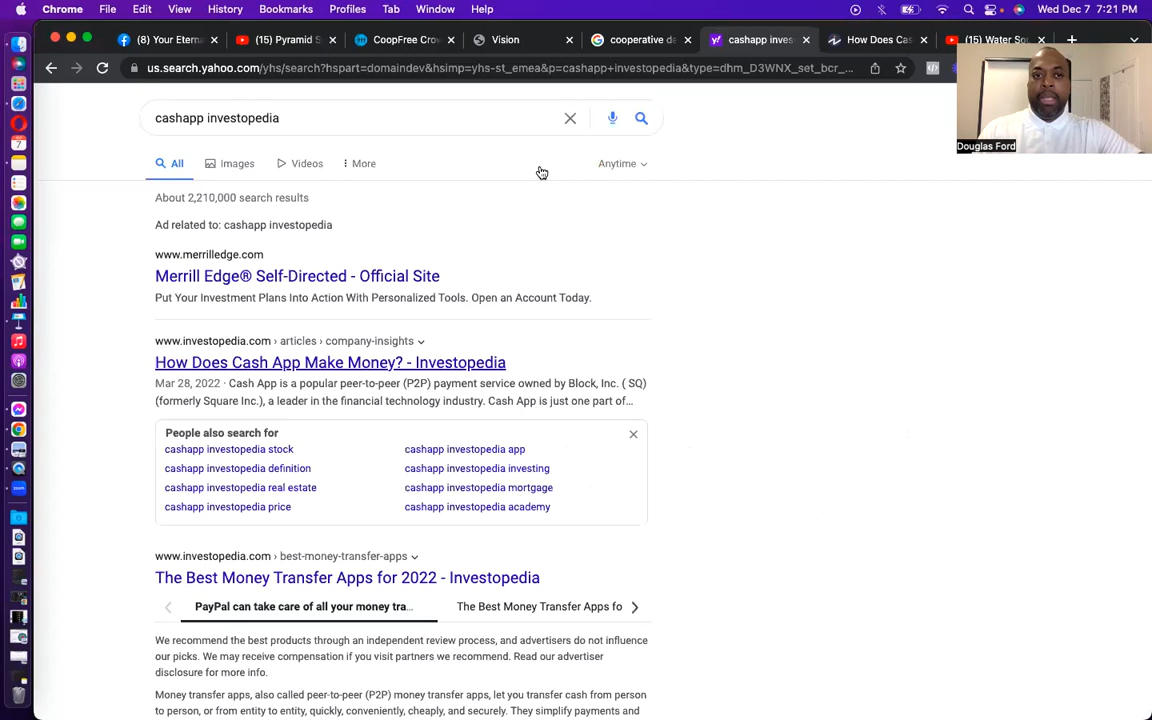 Chrome File Edit View History Bookmarks Profiles Tab Window Help Wed Dec 7 7:21 PM
(8) Your Etern (15) Pyramid S CoopFree Cro Vision cooperative d cashapp inves How Does Cas (15) Water Sq
us.search.yahoo.com/yhs/search?hspart=domaindev&hsimp=yhs-st_emea&p=cashapp+investopedia&type=dhm_D3WNX_set_bcr_...
Douglas Ford
cashapp investopedia
All Images Videos More Anytime
About 2,210,000 search results
Ad related to: cashapp investopedia
www.merrilledge.com
Merrill Edge® Self-Directed - Official Site
Put Your Investment Plans Into Action With Personalized Tools. Open an Account Today.
www.investopedia.com › articles › company-insights
How Does Cash App Make Money? - Investopedia
Mar 28, 2022 · Cash App is a popular peer-to-peer (P2P) payment service owned by Block, Inc. ( SQ)
(formerly Square Inc.), a leader in the financial technology industry. Cash App is just one part of...
People also search for
cashapp investopedia stock cashapp investopedia app
cashapp investopedia definition cashapp investopedia investing
cashapp investopedia real estate cashapp investopedia mortgage
cashapp investopedia price cashapp investopedia academy
www.investopedia.com › best-money-transfer-apps
The Best Money Transfer Apps for 2022 - Investopedia
PayPal can take care of all your money tra... The Best Money Transfer Apps fo
We recommend the best products through an independent review process, and advertisers do not influence
our picks. We may receive compensation if you visit partners we recommend. Read our advertiser
disclosure for more info.
Money transfer apps, also called peer-to-peer (P2P) money transfer apps, let you transfer cash from person
to person, or from entity to entity, quickly, conveniently, cheaply, and securely. They simplify payments and